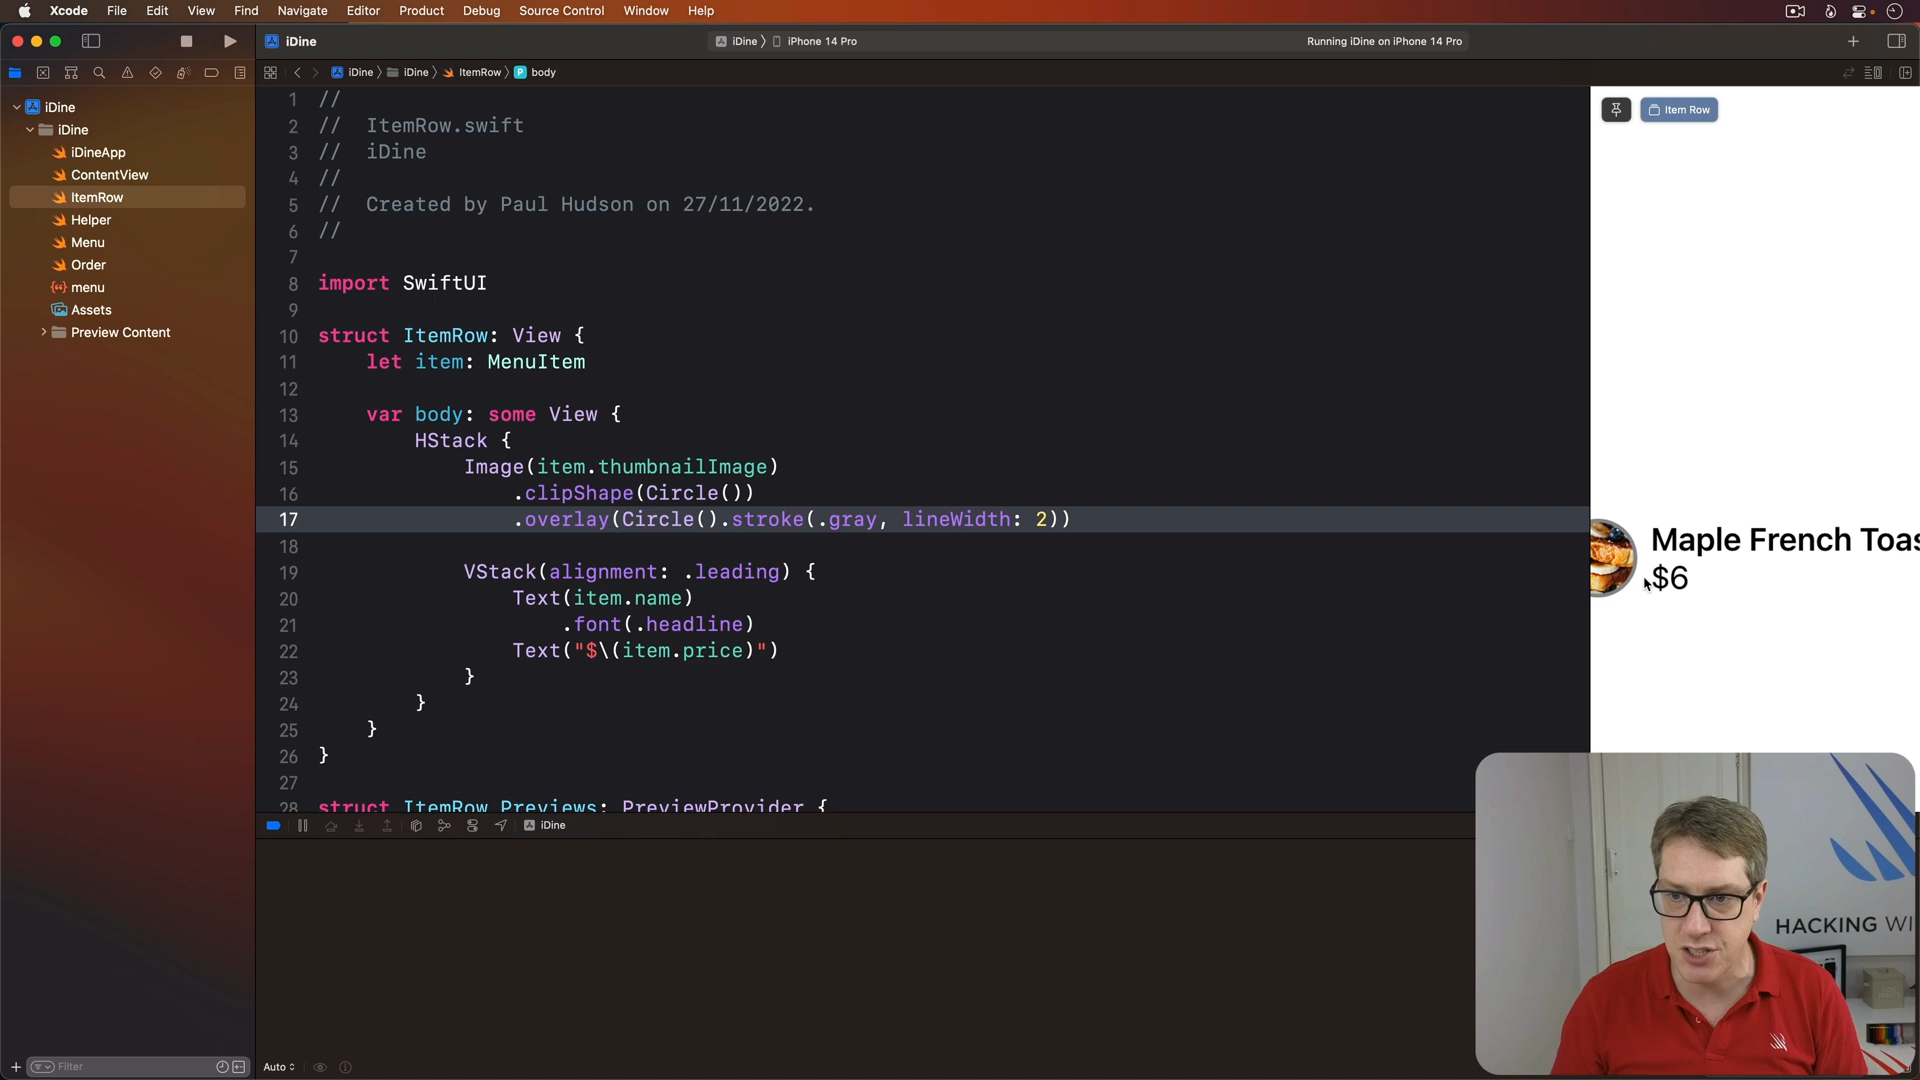 Xcode File Edit View Find Navigate Editor Product Debug Source Control Window Help
iDine
iDine 〉 iPhone 14 Pro
Running iDine on iPhone 14 Pro
iDine 〉 iDine 〉 ItemRow 〉 P body
iDine
iDine
iDineApp
ContentView
ItemRow
Helper
Menu
Order
menu
Assets
Preview Content
1 //
2 //  ItemRow.swift
3 //  iDine
4 //
5 //  Created by Paul Hudson on 27/11/2022.
6 //
7
8 import SwiftUI
9
10 struct ItemRow: View {
11     let item: MenuItem
12
13     var body: some View {
14         HStack {
15             Image(item.thumbnailImage)
16                 .clipShape(Circle())
17                 .overlay(Circle().stroke(.gray, lineWidth: 2))
18
19             VStack(alignment: .leading) {
20                 Text(item.name)
21                     .font(.headline)
22                 Text("$\(item.price)")
23             }
24         }
25     }
26 }
27
28 struct ItemRow_Previews: PreviewProvider {
Item Row
Maple French Toas
$6
iDine
HACKING WI
Filter
Auto